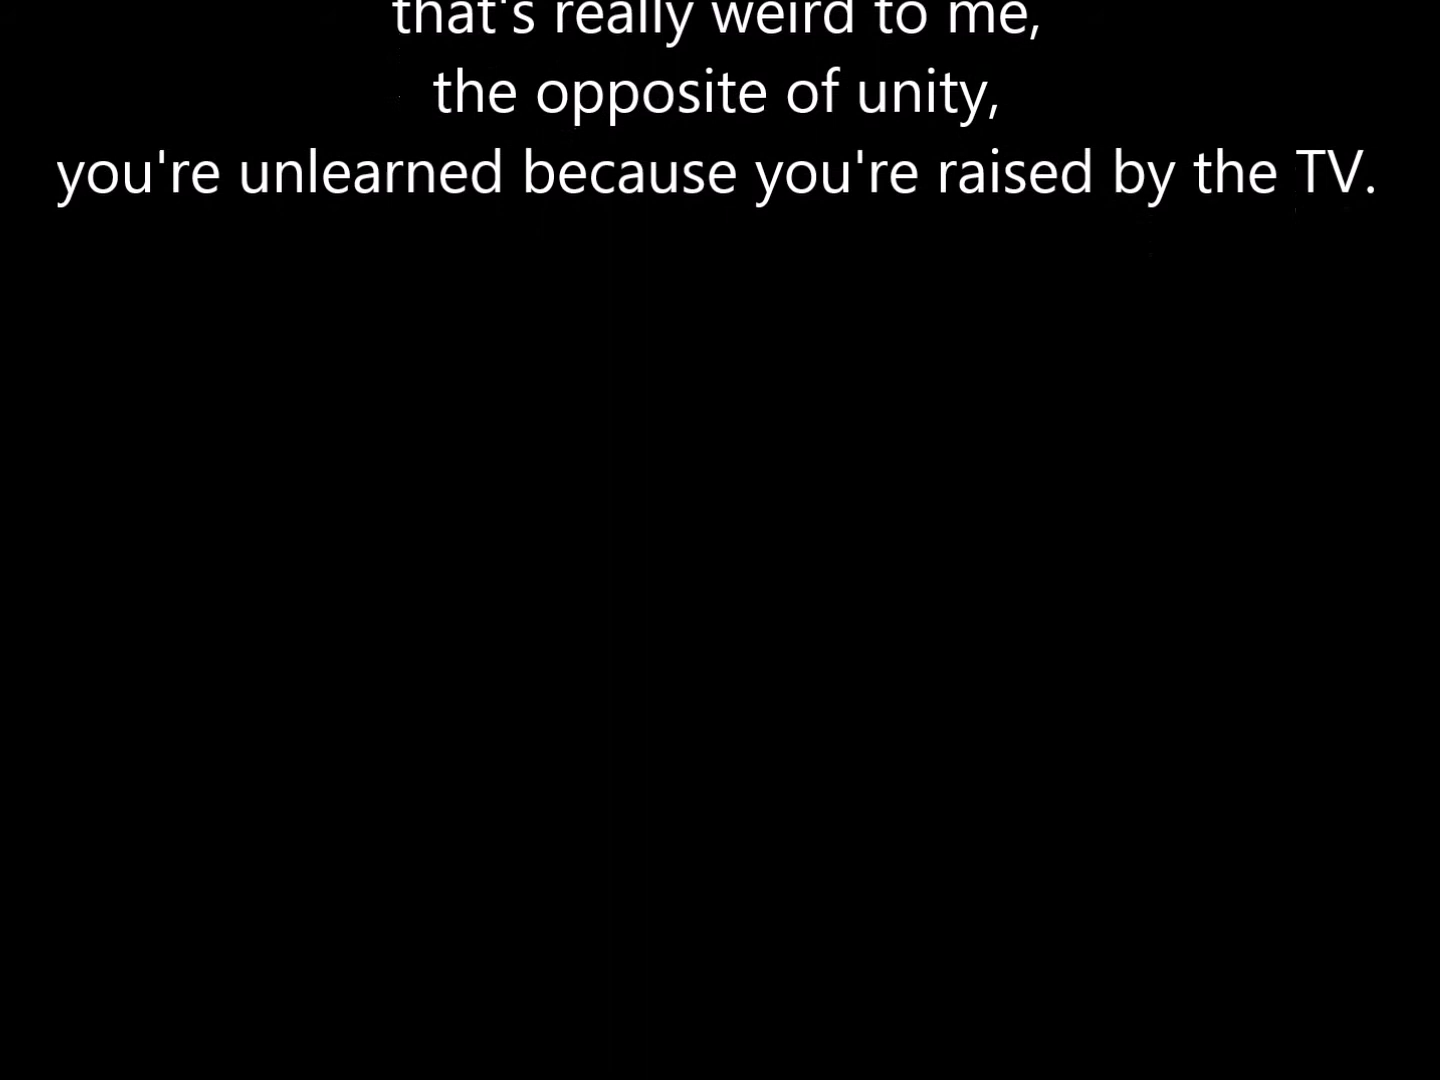 that's really weird to me,
the opposite of unity,
you're unlearned because you're raised by the TV.